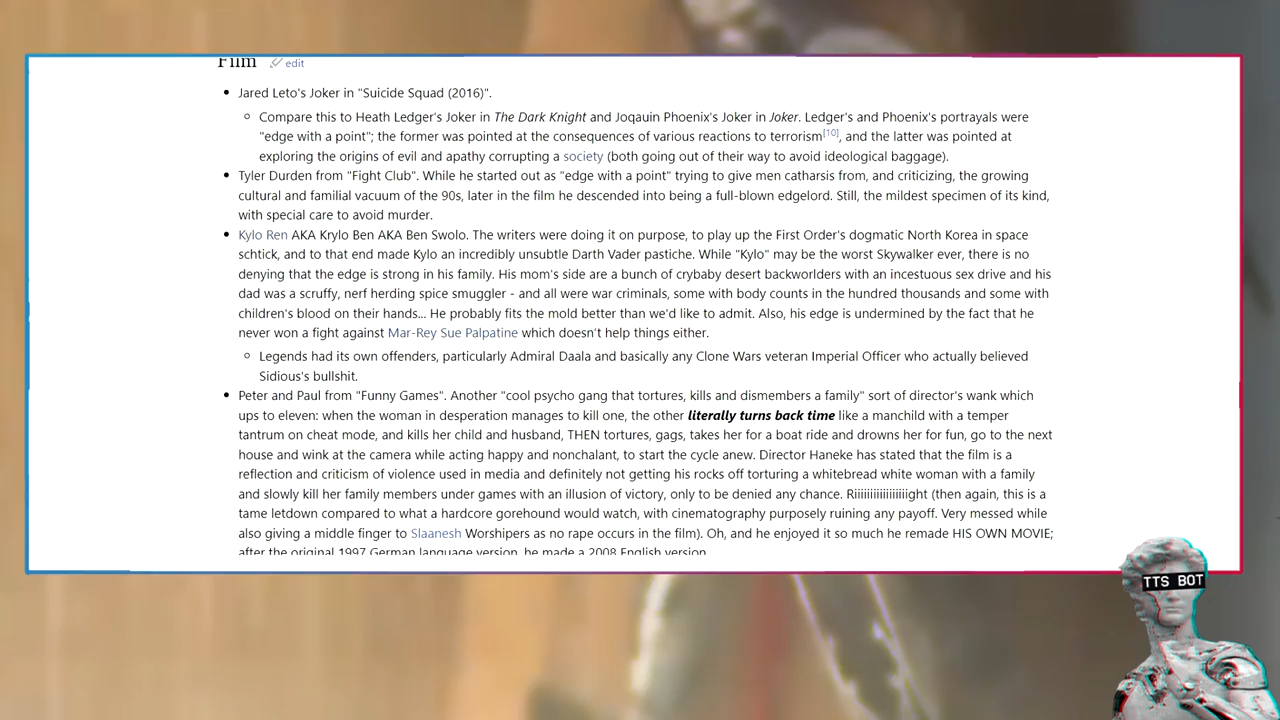 Film edit
Jared Leto's Joker in "Suicide Squad (2016)".
Compare this to Heath Ledger's Joker in The Dark Knight and Joqauin Phoenix's Joker in Joker. Ledger's and Phoenix's portrayals were
"edge with a point"; the former was pointed at the consequences of various reactions to terrorism[10], and the latter was pointed at
exploring the origins of evil and apathy corrupting a society (both going out of their way to avoid ideological baggage).
Tyler Durden from "Fight Club". While he started out as "edge with a point" trying to give men catharsis from, and criticizing, the growing
cultural and familial vacuum of the 90s, later in the film he descended into being a full-blown edgelord. Still, the mildest specimen of its kind,
with special care to avoid murder.
Kylo Ren AKA Krylo Ben AKA Ben Swolo. The writers were doing it on purpose, to play up the First Order's dogmatic North Korea in space
schtick, and to that end made Kylo an incredibly unsubtle Darth Vader pastiche. While "Kylo" may be the worst Skywalker ever, there is no
denying that the edge is strong in his family. His mom's side are a bunch of crybaby desert backworlders with an incestuous sex drive and his
dad was a scruffy, nerf herding spice smuggler - and all were war criminals, some with body counts in the hundred thousands and some with
children's blood on their hands... He probably fits the mold better than we'd like to admit. Also, his edge is undermined by the fact that he
never won a fight against Mar-Rey Sue Palpatine which doesn't help things either.
Legends had its own offenders, particularly Admiral Daala and basically any Clone Wars veteran Imperial Officer who actually believed
Sidious's bullshit.
Peter and Paul from "Funny Games". Another "cool psycho gang that tortures, kills and dismembers a family" sort of director's wank which
ups to eleven: when the woman in desperation manages to kill one, the other literally turns back time like a manchild with a temper
tantrum on cheat mode, and kills her child and husband, THEN tortures, gags, takes her for a boat ride and drowns her for fun, go to the next
house and wink at the camera while acting happy and nonchalant, to start the cycle anew. Director Haneke has stated that the film is a
reflection and criticism of violence used in media and definitely not getting his rocks off torturing a whitebread white woman with a family
and slowly kill her family members under games with an illusion of victory, only to be denied any chance. Riiiiiiiiiiiiiiiight (then again, this is a
tame letdown compared to what a hardcore gorehound would watch, with cinematography purposely ruining any payoff. Very messed while
also giving a middle finger to Slaanesh Worshipers as no rape occurs in the film). Oh, and he enjoyed it so much he remade HIS OWN MOVIE;
after the original 1997 German language version, he made a 2008 English version
TTS BOT